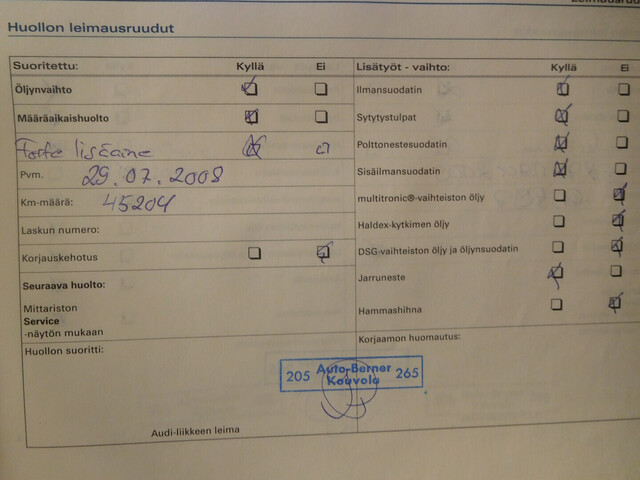 Huollon leimausruudut
Suoritettu: Kyllä Ei
Öljynvaihto
Määräaikaishuolto
lisäaine
Pvm. 29.07.2008
Km-määrä: 45204
Laskun numero:
Korjauskehotus
Seuraava huolto:
Mittariston
Service
-näytön mukaan
Huollon suoritti:
Audi-liikkeen leima
Lisätyöt - vaihto: Kyllä Ei
Ilmansuodatin
Sytytystulpat
Polttonestesuodatin
Sisäilmansuodatin
multitronic®-vaihteiston öljy
Haldex-kytkimen öljy
DSG-vaihteiston öljy ja öljynsuodatin
Jarruneste
Hammashihna
Korjaamon huomautus:
205 Auto-Berner 265
Kouvola